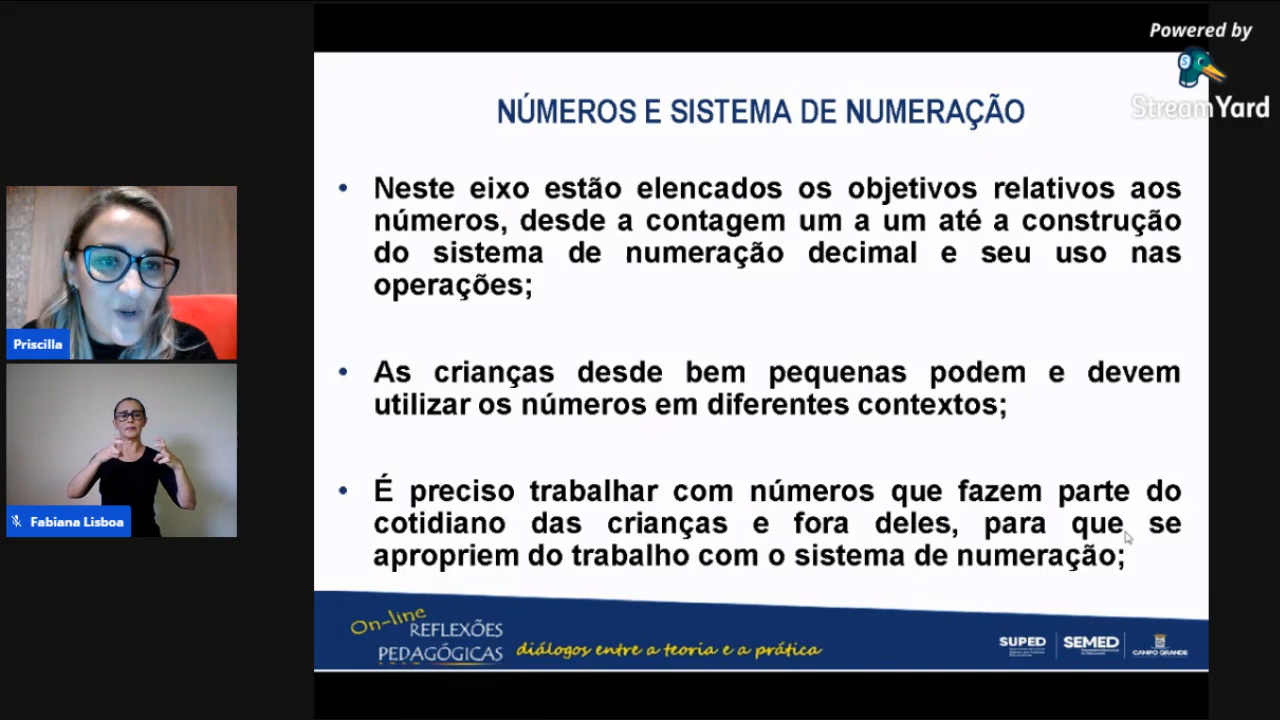 Powered by
StreamYard
NÚMEROS E SISTEMA DE NUMERAÇÃO
• Neste eixo estão elencados os objetivos relativos aos
números, desde a contagem um a um até a construção
do sistema de numeração decimal e seu uso nas
operações;
• As crianças desde bem pequenas podem e devem
utilizar os números em diferentes contextos;
• É preciso trabalhar com números que fazem parte do
cotidiano das crianças e fora deles, para que se
apropriem do trabalho com o sistema de numeração;
Priscilla
Fabiana Lisboa
On-line
REFLEXÕES
PEDAGÓGICAS
diálogos entre a teoria e a prática
SUPED
SEMED
CAMPO GRANDE